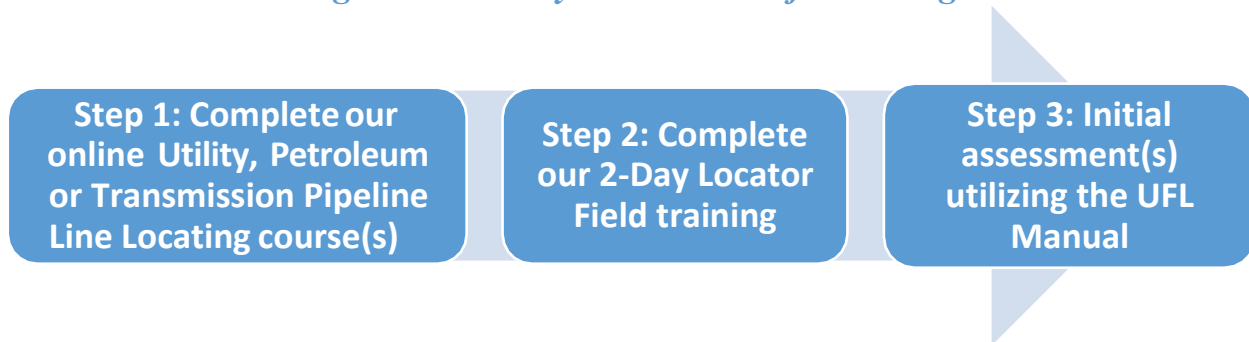 Step 1: Complete our
online Utility, Petroleum
or Transmission Pipeline
Line Locating course(s)
Step 2: Complete
our 2-Day Locator
Field training
Step 3: Initial
assessment(s)
utilizing the UFL
Manual